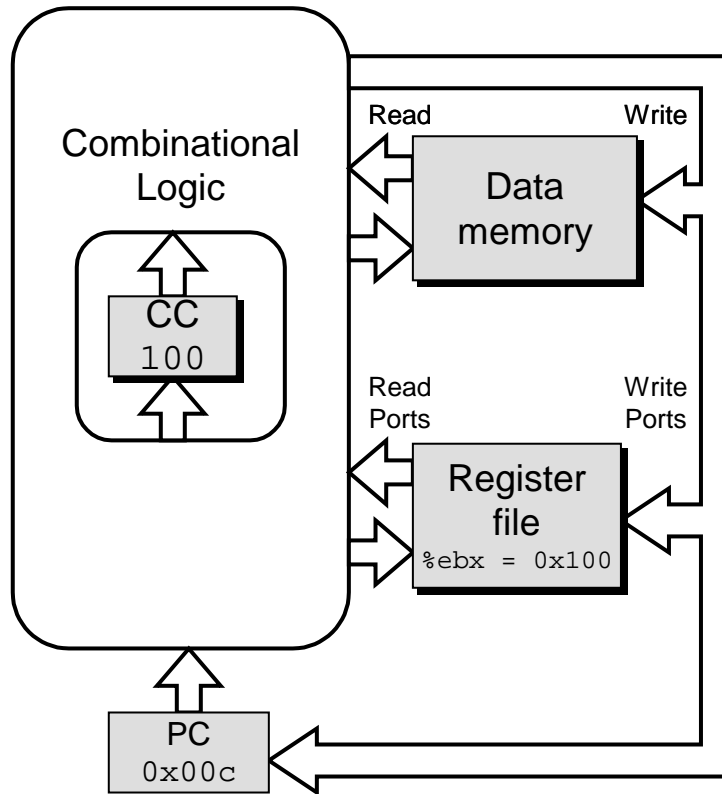 Read
Write
Combinational
Logic
Data
memory
CC
100
Read
Ports
Write
Ports
Register
file
%ebx = 0x100
PC
0x00c